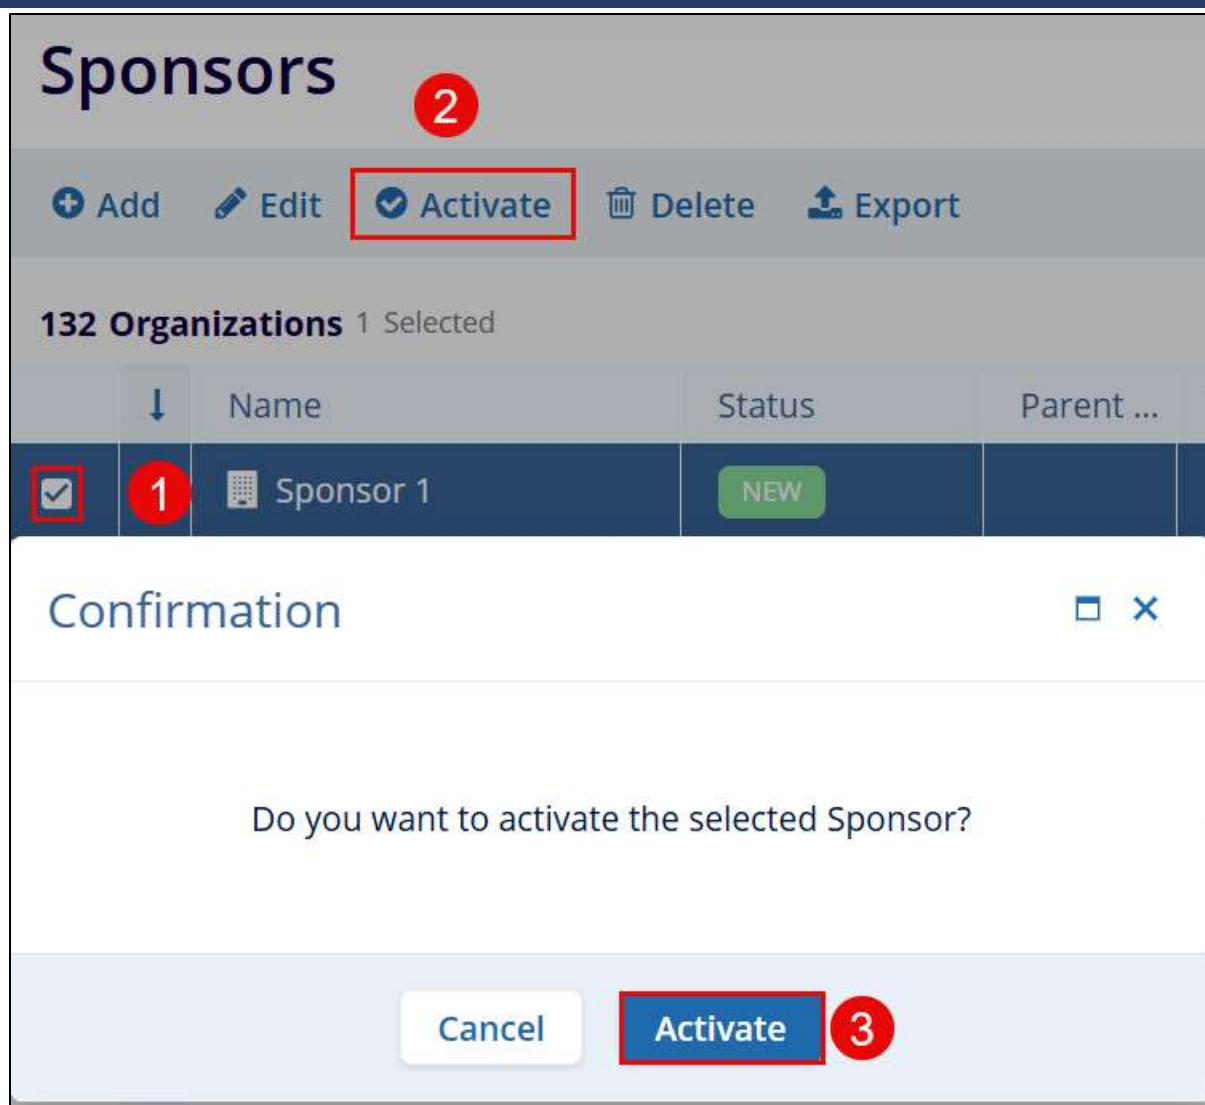 Sponsors
2
Add Edit Activate Delete Export
132 Organizations 1 Selected
Name Status Parent ...
1 Sponsor 1 NEW
Confirmation
Do you want to activate the selected Sponsor?
Cancel Activate 3